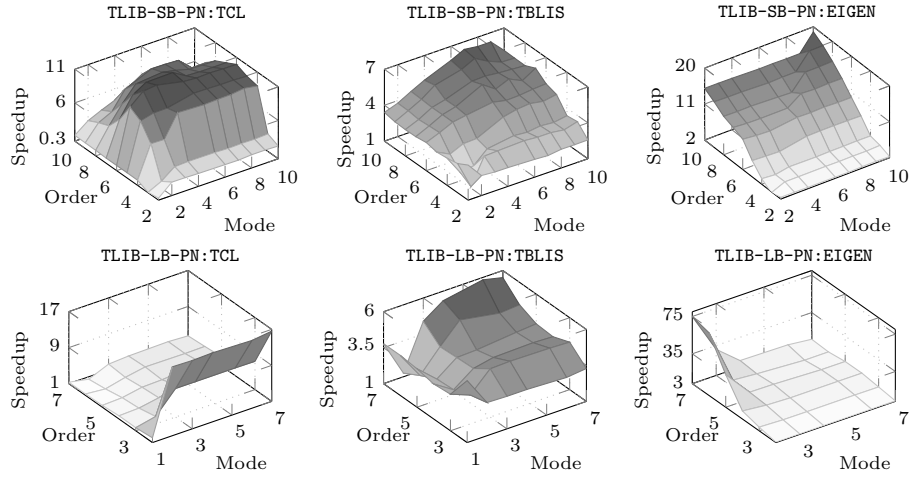 TLIB-SB-PN:TCL
11
6
0.3
Speedup
10
8
6
4
2
Order
2
4
6
8
10
Mode
TLIB-SB-PN:TBLIS
7
4
1
Speedup
10
8
6
4
2
Order
2
4
6
8
10
Mode
TLIB-SB-PN:EIGEN
20
11
2
Speedup
10
8
6
4
2
Order
2
4
6
8
10
Mode
TLIB-LB-PN:TCL
17
9
1
Speedup
7
5
3
Order
1
3
5
7
Mode
TLIB-LB-PN:TBLIS
6
3.5
1
Speedup
7
5
3
Order
1
3
5
7
Mode
TLIB-LB-PN:EIGEN
75
35
3
Speedup
7
5
3
Order
3
5
7
Mode